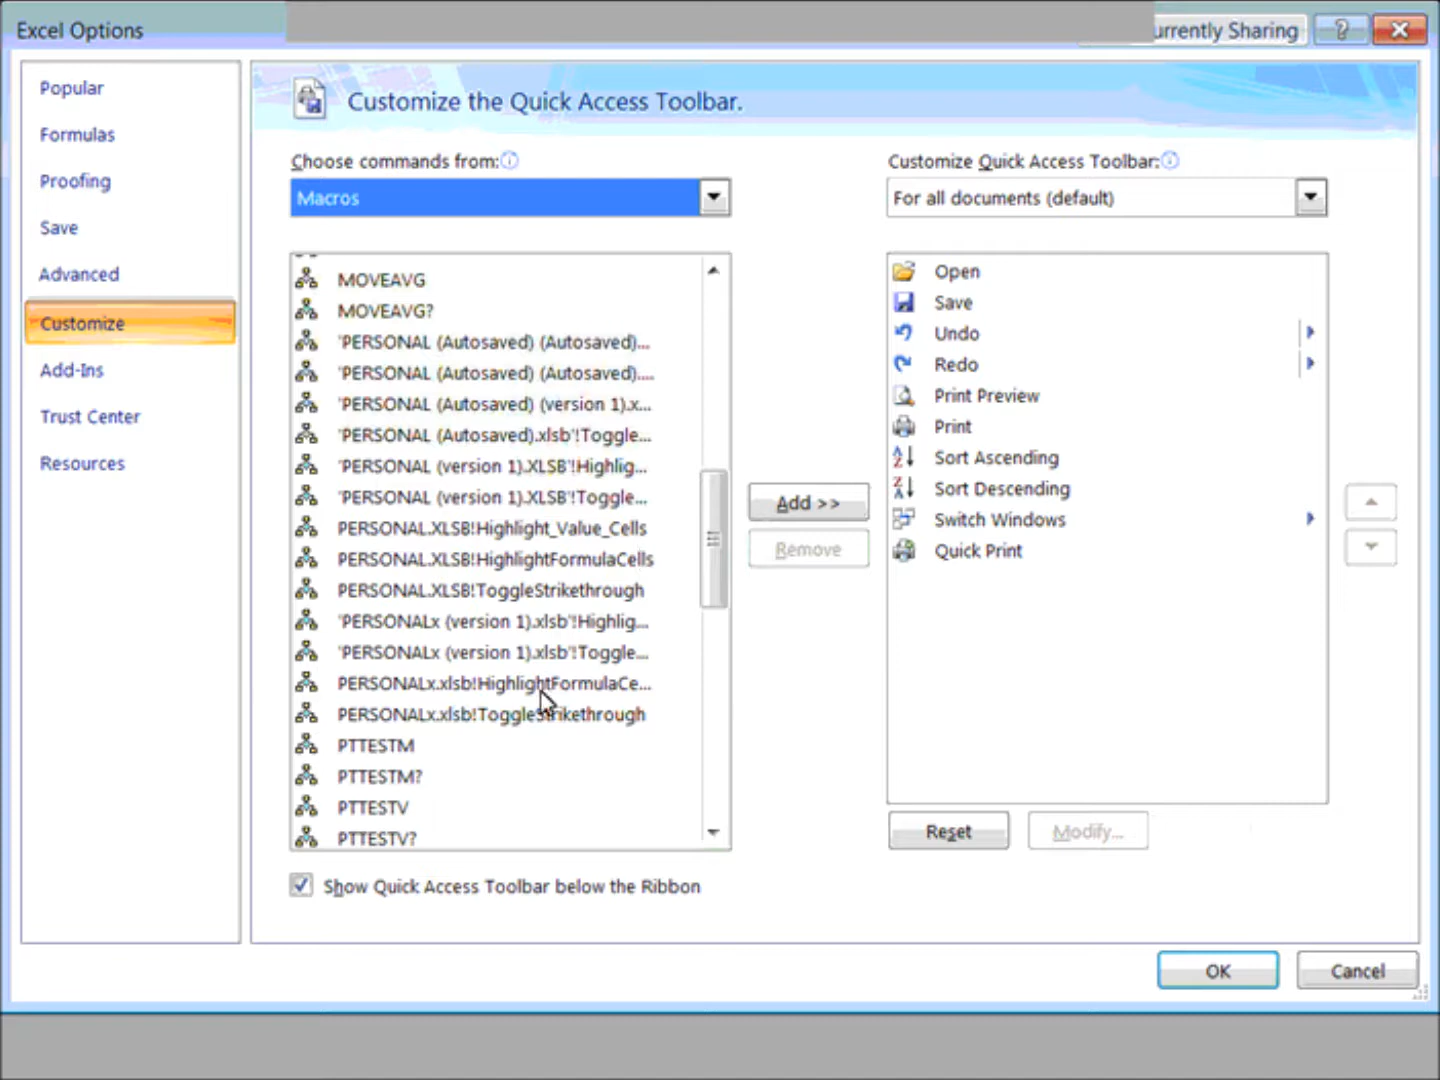 Excel Options
urrently Sharing
Popular
Formulas
Proofing
Save
Advanced
Customize
Add-Ins
Trust Center
Resources
Customize the Quick Access Toolbar.
Choose commands from:
Macros
MOVEAVG
MOVEAVG?
'PERSONAL (Autosaved) (Autosaved)...
'PERSONAL (Autosaved) (Autosaved)....
'PERSONAL (Autosaved) (version 1).x...
'PERSONAL (Autosaved).xlsb'!Toggle...
'PERSONAL (version 1).XLSB'!Highlig...
'PERSONAL (version 1).XLSB'!Toggle...
PERSONAL.XLSB!Highlight_Value_Cells
PERSONAL.XLSB!HighlightFormulaCells
PERSONAL.XLSB!ToggleStrikethrough
'PERSONALx (version 1).xlsb'!Highlig...
'PERSONALx (version 1).xlsb'!Toggle...
PERSONALx.xlsb!HighlightFormulaCe...
PERSONALx.xlsb!ToggleStrikethrough
PTTESTM
PTTESTM?
PTTESTV
PTTESTV?
Show Quick Access Toolbar below the Ribbon
Add >>
Remove
Customize Quick Access Toolbar:
For all documents (default)
Open
Save
Undo
Redo
Print Preview
Print
Sort Ascending
Sort Descending
Switch Windows
Quick Print
Reset
Modify...
OK
Cancel